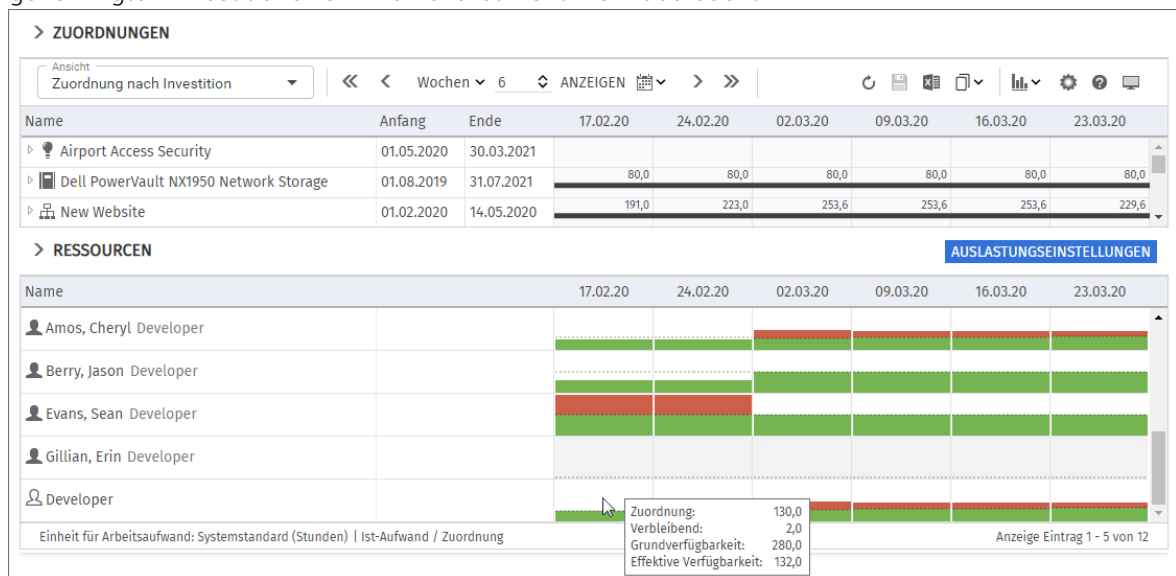 ZUORDNUNGEN
Ansicht
Zuordnung nach Investition
Wochen 6 ANZEIGEN
Name Anfang Ende 17.02.20 24.02.20 02.03.20 09.03.20 16.03.20 23.03.20
Airport Access Security 01.05.2020 30.03.2021
Dell PowerVault NX1950 Network Storage 01.08.2019 31.07.2021 80,0 80,0 80,0 80,0 80,0 80,0
New Website 01.02.2020 14.05.2020 191,0 223,0 253,6 253,6 253,6 229,6
RESSOURCEN
AUSLASTUNGSEINSTELLUNGEN
Name 17.02.20 24.02.20 02.03.20 09.03.20 16.03.20 23.03.20
Amos, Cheryl Developer
Berry, Jason Developer
Evans, Sean Developer
Gillian, Erin Developer
Developer
Zuordnung: 130,0
Verbleibend: 2,0
Grundverfügbarkeit: 280,0
Effektive Verfügbarkeit: 132,0
Einheit für Arbeitsaufwand: Systemstandard (Stunden) | Ist-Aufwand / Zuordnung
Anzeige Eintrag 1 - 5 von 12